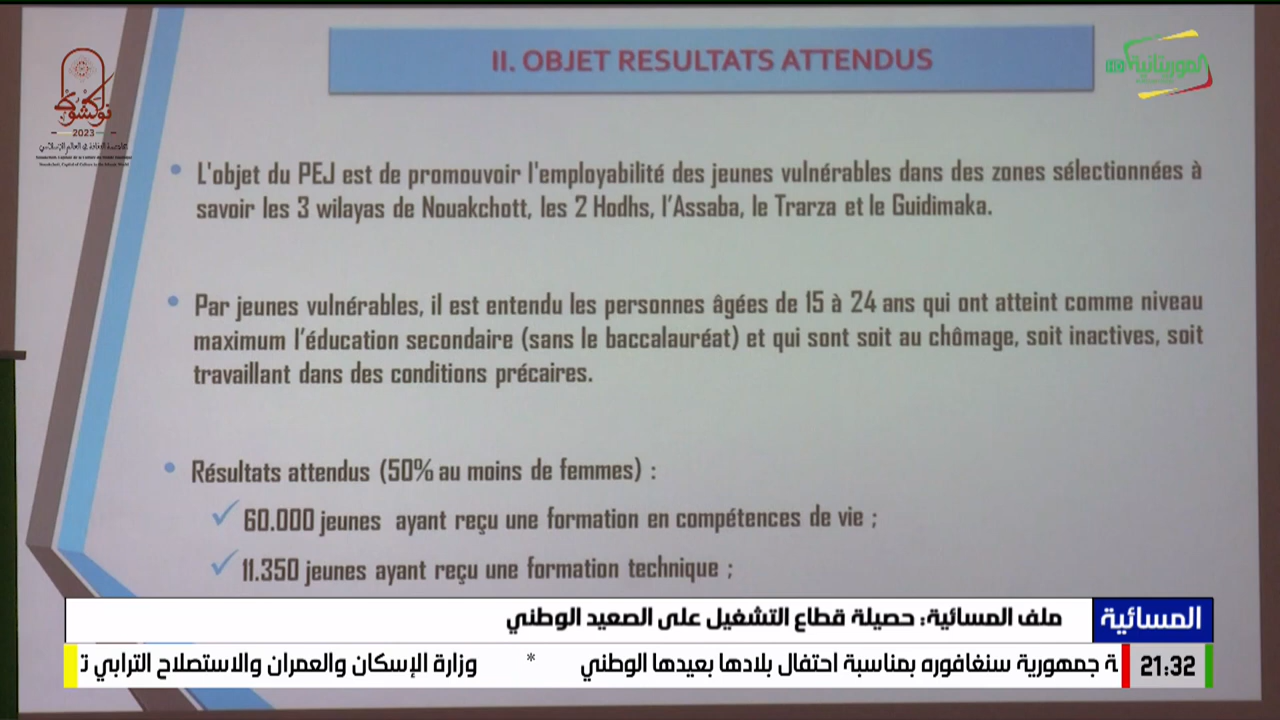 II. OBJET RESULTATS ATTENDUS
نواكشوط
2023
الموريتانية
• L'objet du PEJ est de promouvoir l'employabilité des jeunes vulnérables dans des zones sélectionnées à
savoir les 3 wilayas de Nouakchott, les 2 Hodhs, l'Assaba, le Trarza et le Guidimaka.
• Par jeunes vulnérables, il est entendu les personnes âgées de 15 à 24 ans qui ont atteint comme niveau
maximum l'éducation secondaire (sans le baccalauréat) et qui sont soit au chômage, soit inactives, soit
travaillant dans des conditions précaires.
• Résultats attendus (50% au moins de femmes) :
✓ 60.000 jeunes ayant reçu une formation en compétences de vie ;
✓ 11.350 jeunes ayant reçu une formation technique ;
المسائية
ملف المسائية: حصيلة قطاع التشغيل على الصعيد الوطني
21:32
ـة جمهورية سنغافوره بمناسبة احتفال بلادها بعيدها الوطني * وزارة الإسكان والعمران والاستصلاح الترابي تـ